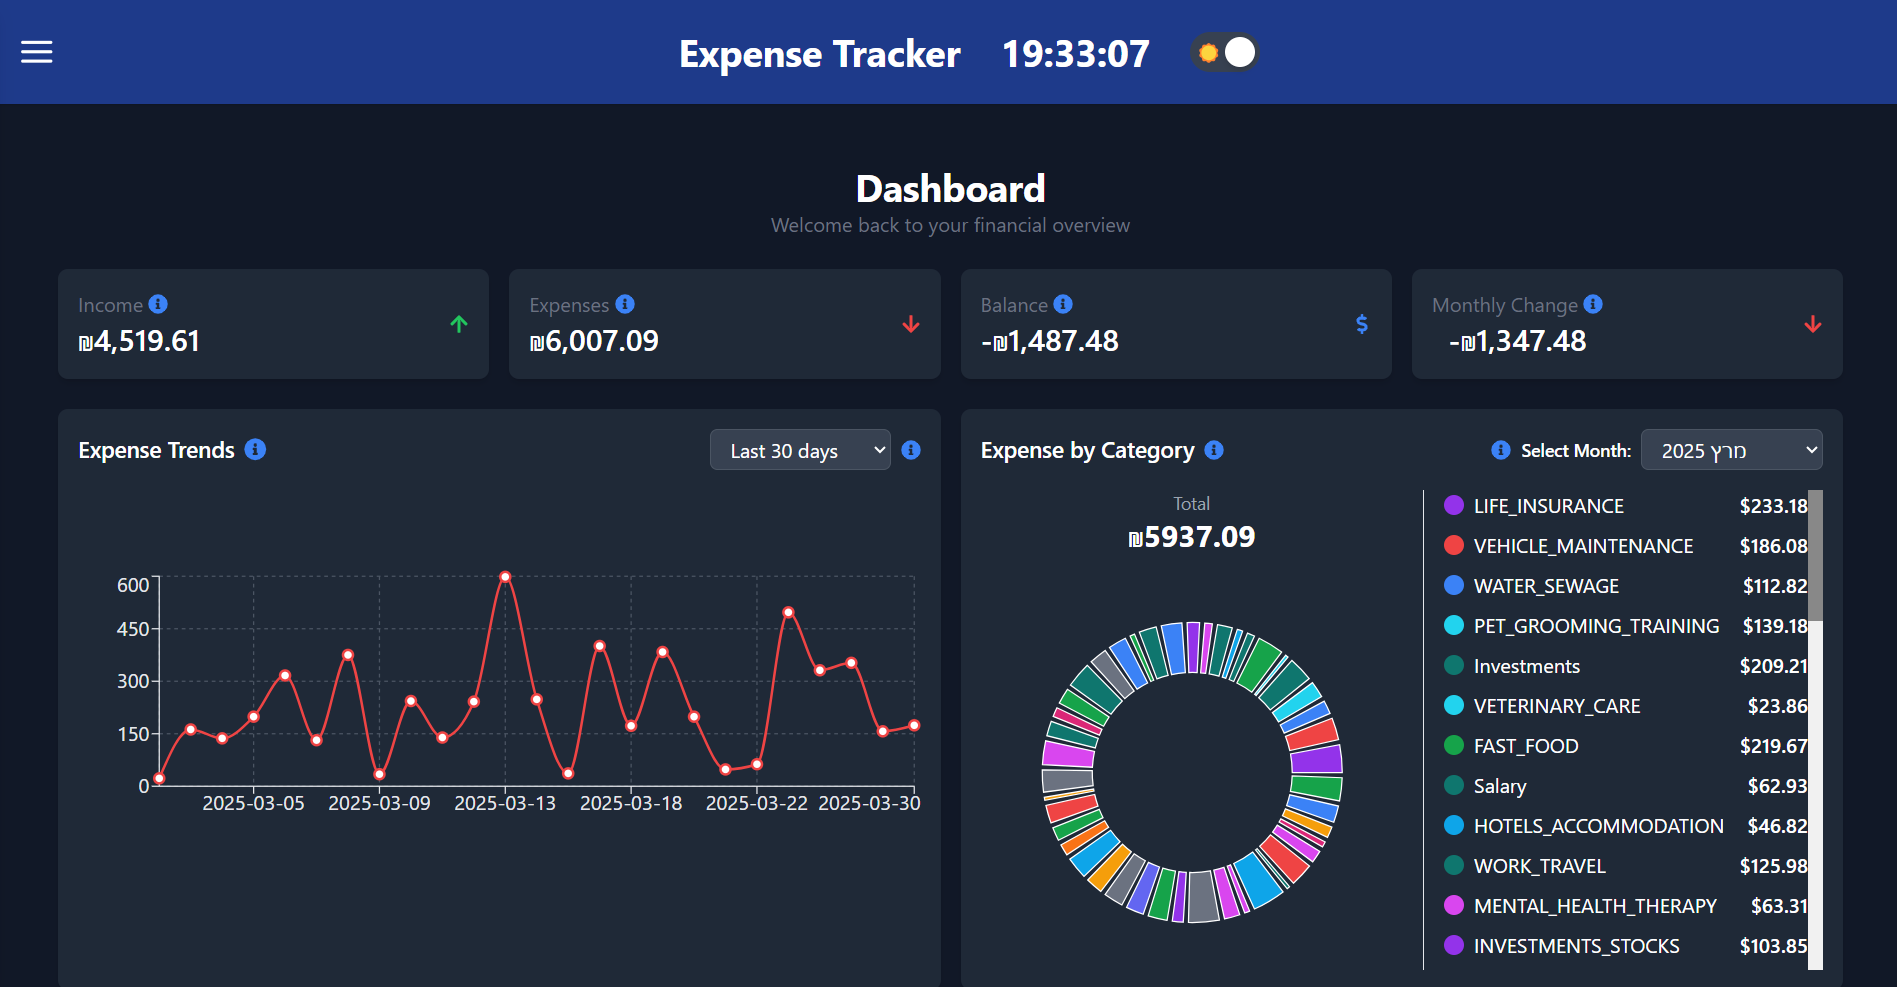 Expense Tracker 19:33:07
Dashboard
Welcome back to your financial overview
Income
₪4,519.61
Expenses
₪6,007.09
Balance
-₪1,487.48
Monthly Change
-₪1,347.48
Expense Trends
Last 30 days
600
450
300
150
0
2025-03-05 2025-03-09 2025-03-13 2025-03-18 2025-03-22 2025-03-30
Expense by Category
Select Month: מרץ 2025
Total
₪5937.09
LIFE_INSURANCE $233.18
VEHICLE_MAINTENANCE $186.08
WATER_SEWAGE $112.82
PET_GROOMING_TRAINING $139.18
Investments $209.21
VETERINARY_CARE $23.86
FAST_FOOD $219.67
Salary $62.93
HOTELS_ACCOMMODATION $46.82
WORK_TRAVEL $125.98
MENTAL_HEALTH_THERAPY $63.31
INVESTMENTS_STOCKS $103.85